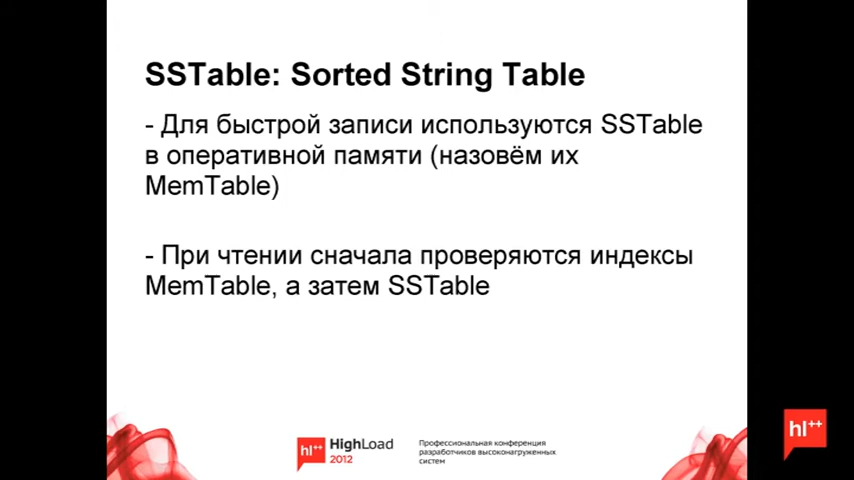 SSTable: Sorted String Table
- Для быстрой записи используются SSTable
в оперативной памяти (назовём их
MemTable)
- При чтении сначала проверяются индексы
MemTable, а затем SSTable
hl++
HighLoad
2012
Профессиональная конференция
разработчиков высоконагруженных
систем
hl++